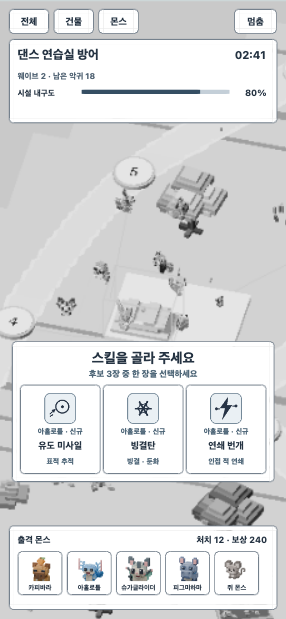 전체 건물 몬스 멈춤
댄스 연습실 방어 02:41
웨이브 2 · 남은 악귀 18
시설 내구도 80%
5
4
스킬을 골라 주세요
후보 3장 중 한 장을 선택하세요
아홀로틀 · 신규 아홀로틀 · 신규 아홀로틀 · 신규
유도 미사일 빙결탄 연쇄 번개
표적 추적 빙결 · 둔화 인접 적 연쇄
출격 몬스 처치 12 · 보상 240
카피바라 아홀로틀 슈가글라이더 피그미하마 쥐 몬스